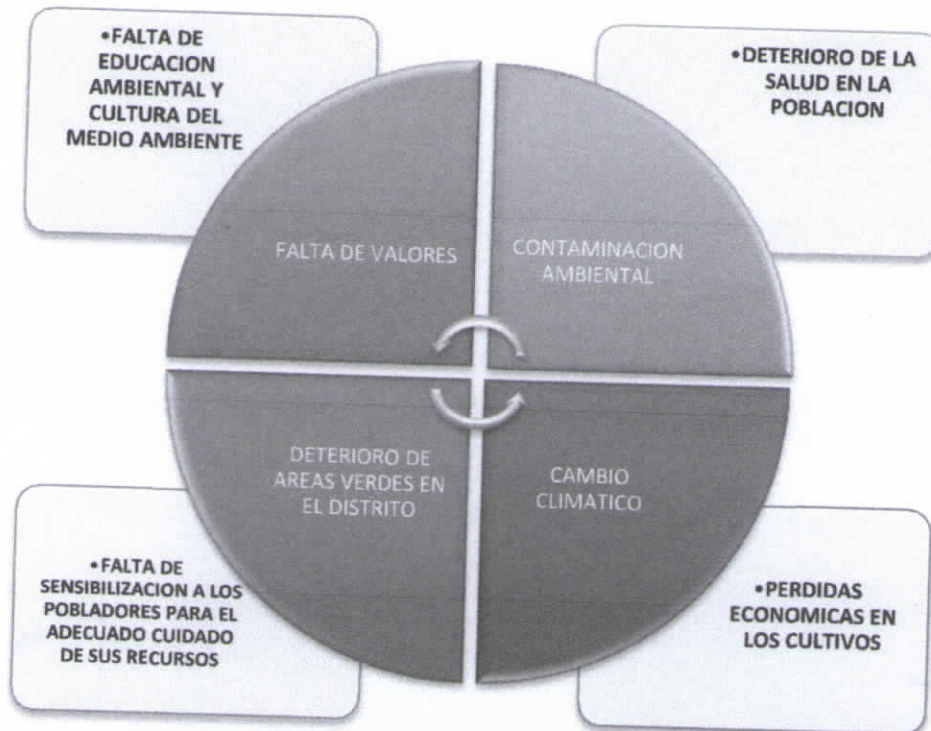 •FALTA DE
EDUCACION
AMBIENTAL Y
CULTURA DEL
MEDIO AMBIENTE
•DETERIORO DE LA
SALUD EN LA
POBLACION
FALTA DE VALORES
CONTAMINACION
AMBIENTAL
DETERIORO DE
AREAS VERDES EN
EL DISTRITO
CAMBIO
CLIMATICO
•FALTA DE
SENSIBILIZACION A LOS
POBLADORES PARA EL
ADECUADO CUIDADO
DE SUS RECURSOS
•PERDIDAS
ECONOMICAS EN
LOS CULTIVOS